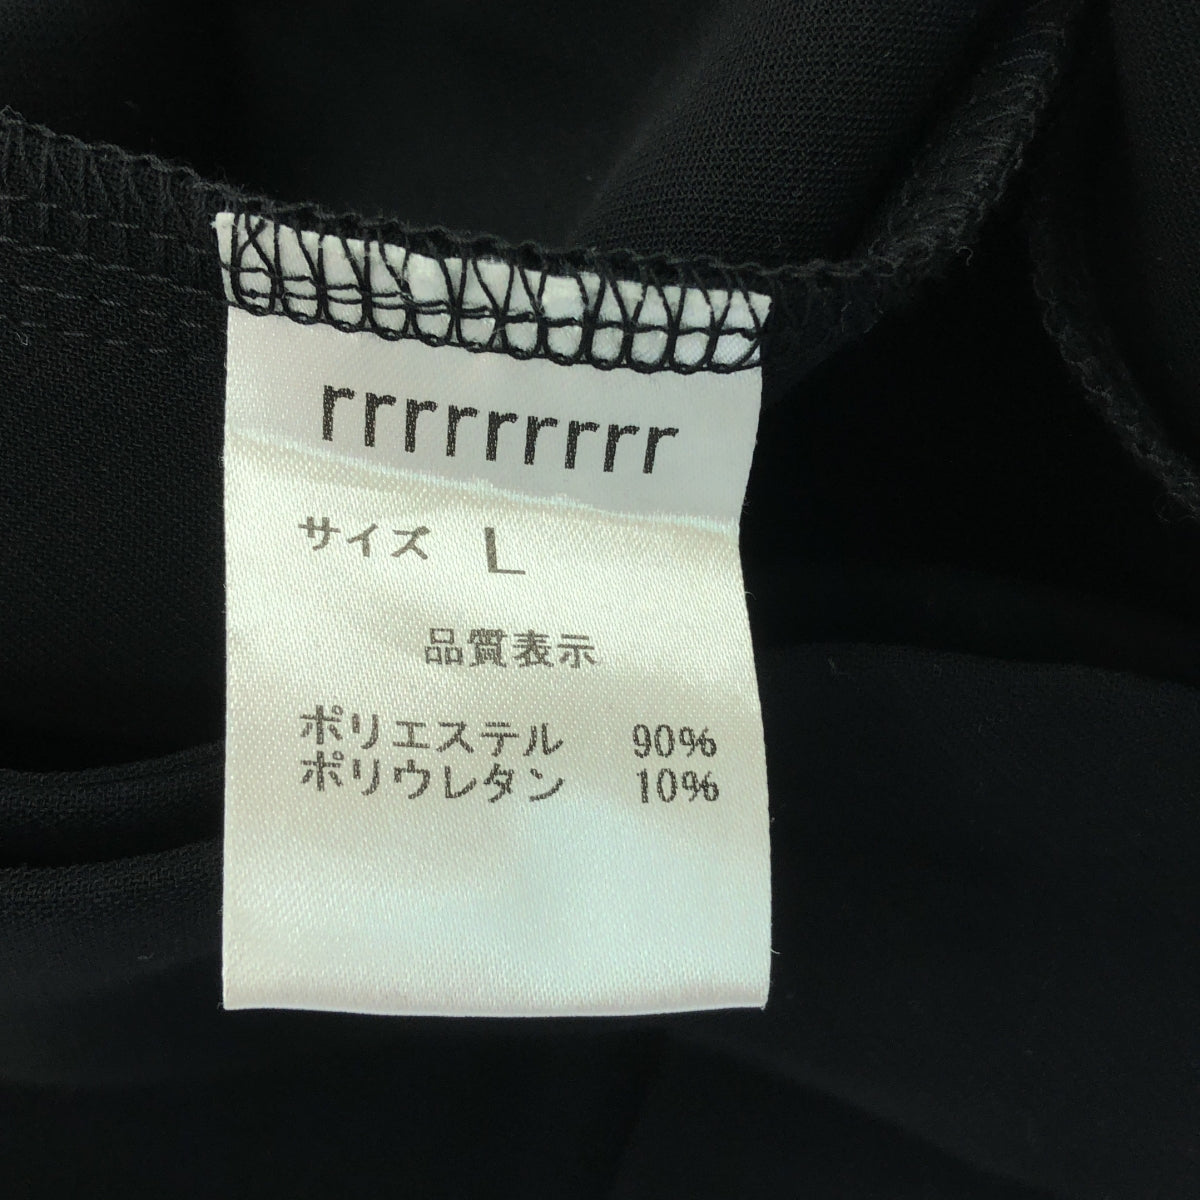 rrrrrrrrr
サイズ L
品質表示
ポリエステル 90%
ポリウレタン 10%